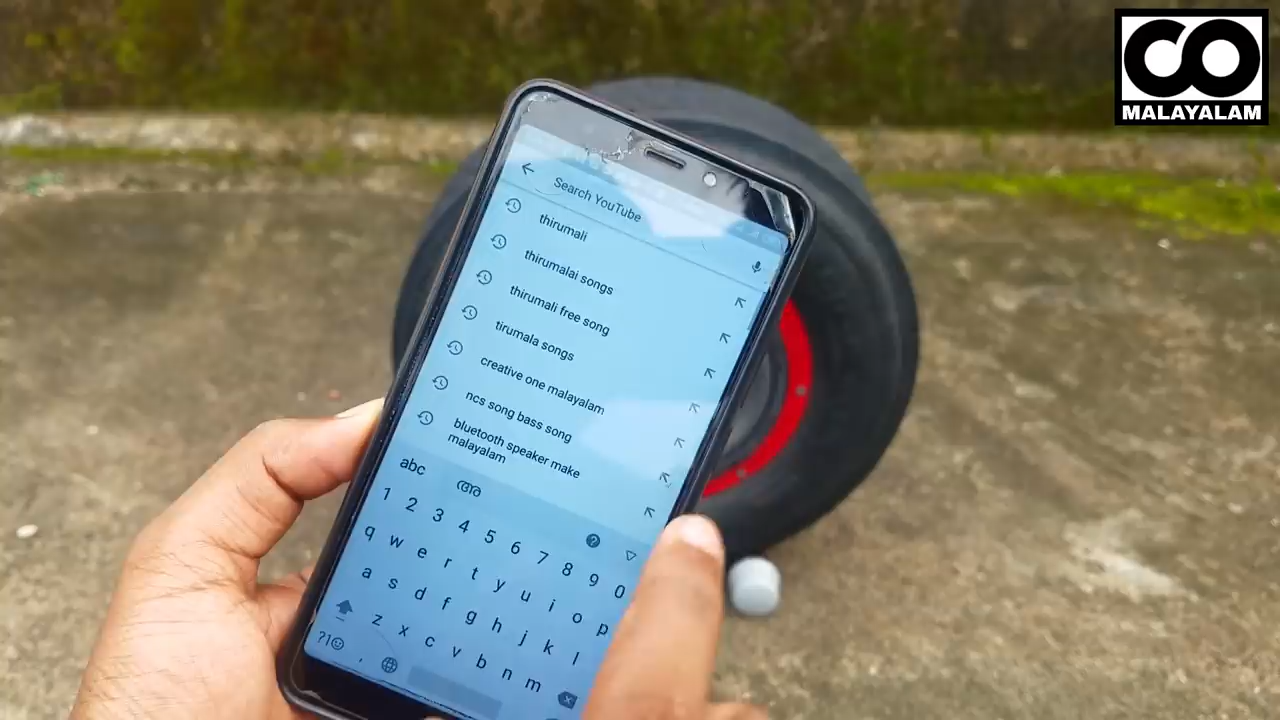 CO
MALAYALAM
Search YouTube
thirumali
thirumalai songs
thirumali free song
tirumala songs
creative one malayalam
ncs song bass song
bluetooth speaker make
malayalam
abc
1 2 3 4 5 6 7 8 9 0
q w e r t y u i o p
a s d f g h j k l
z x c v b n m
?1☺ ,